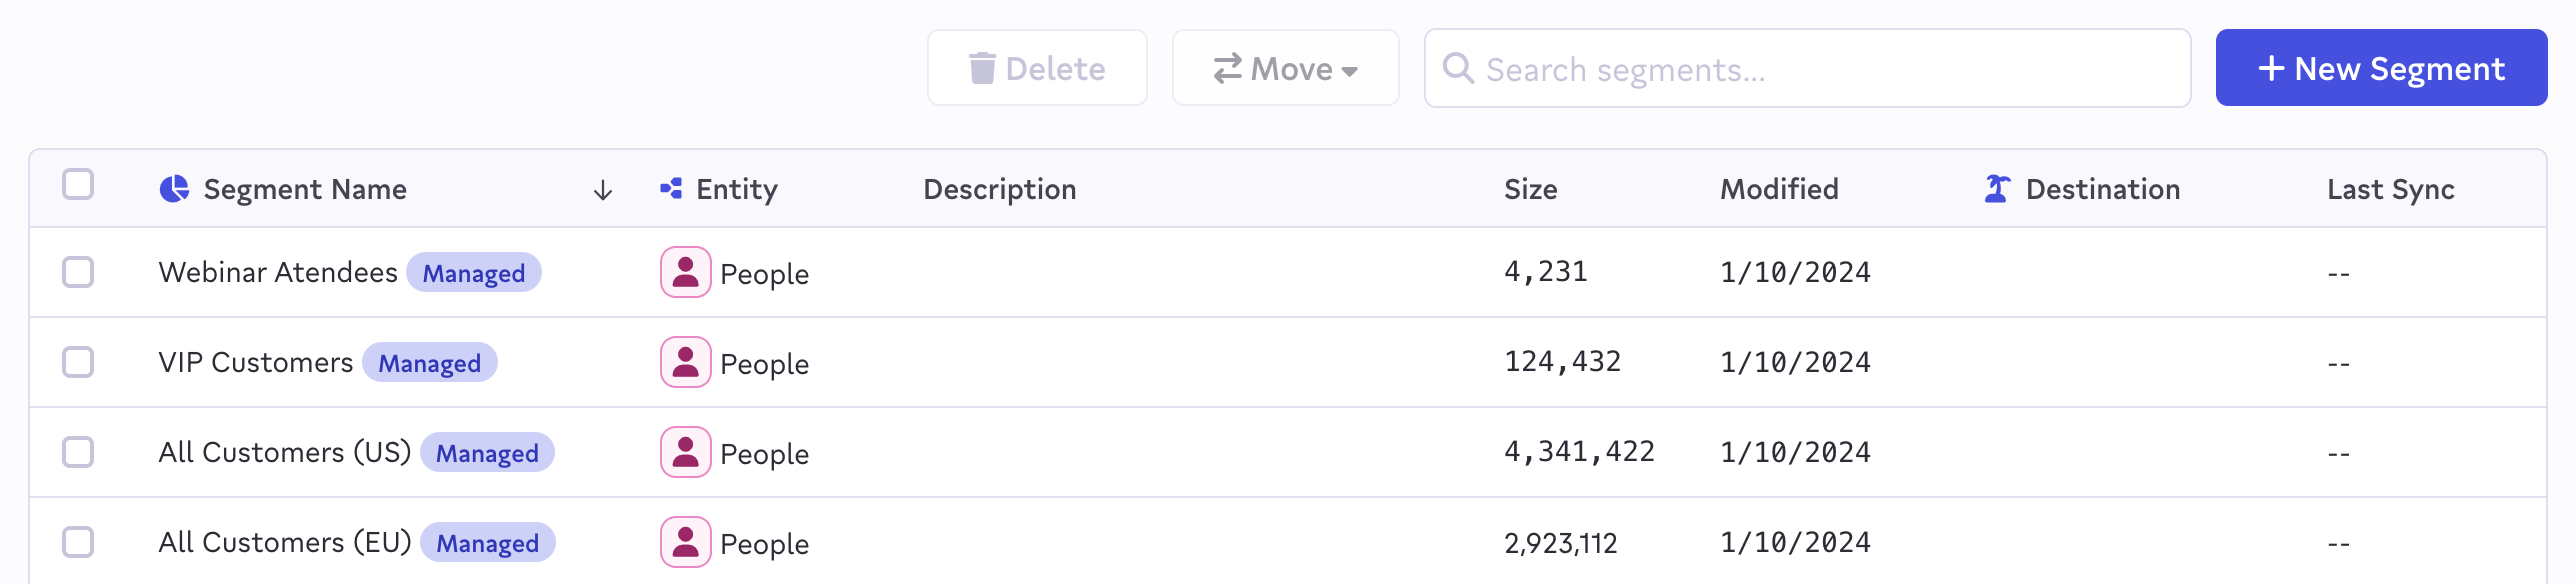 Delete Move Search segments... + New Segment
Segment Name Entity Description Size Modified Destination Last Sync
Webinar Atendees Managed People 4,231 1/10/2024 --
VIP Customers Managed People 124,432 1/10/2024 --
All Customers (US) Managed People 4,341,422 1/10/2024 --
All Customers (EU) Managed People 2,923,112 1/10/2024 --